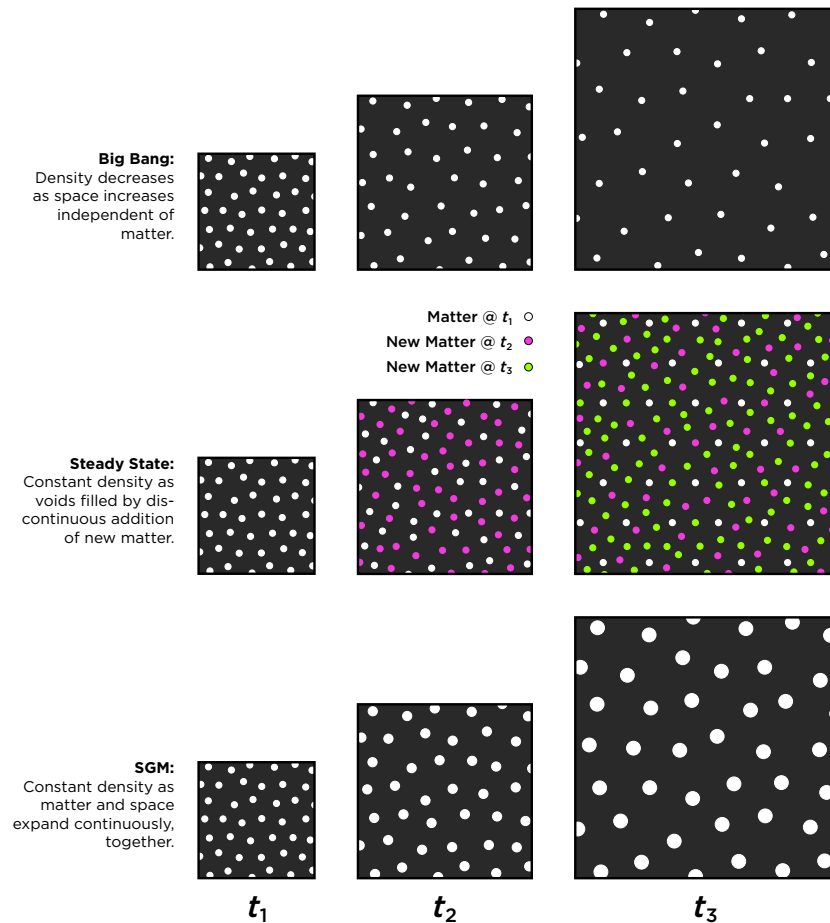 Big Bang:
Density decreases
as space increases
independent of
matter.
Matter @ t₁
New Matter @ t₂
New Matter @ t₃
Steady State:
Constant density as
voids filled by dis-
continuous addition
of new matter.
SGM:
Constant density as
matter and space
expand continuously,
together.
t₁
t₂
t₃